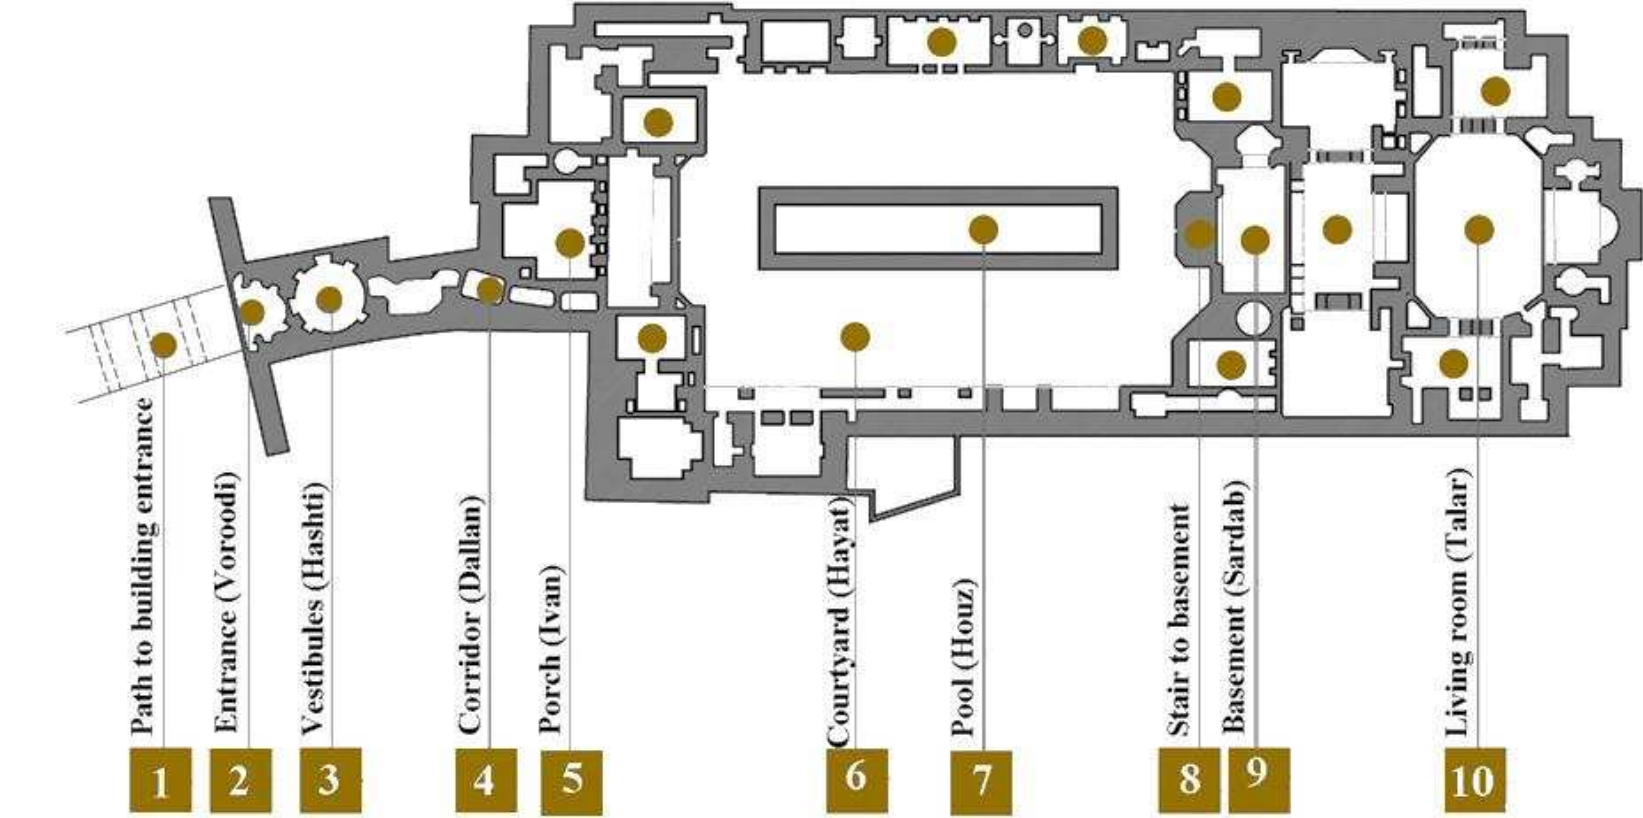 Path to building entrance
Entrance (Voroodi)
Vestibules (Hashti)
Corridor (Dallan)
Porch (Ivan)
Courtyard (Hayat)
Pool (Houz)
Stair to basement
Basement (Sardab)
Living room (Talar)
1
2
3
4
5
6
7
8
9
10